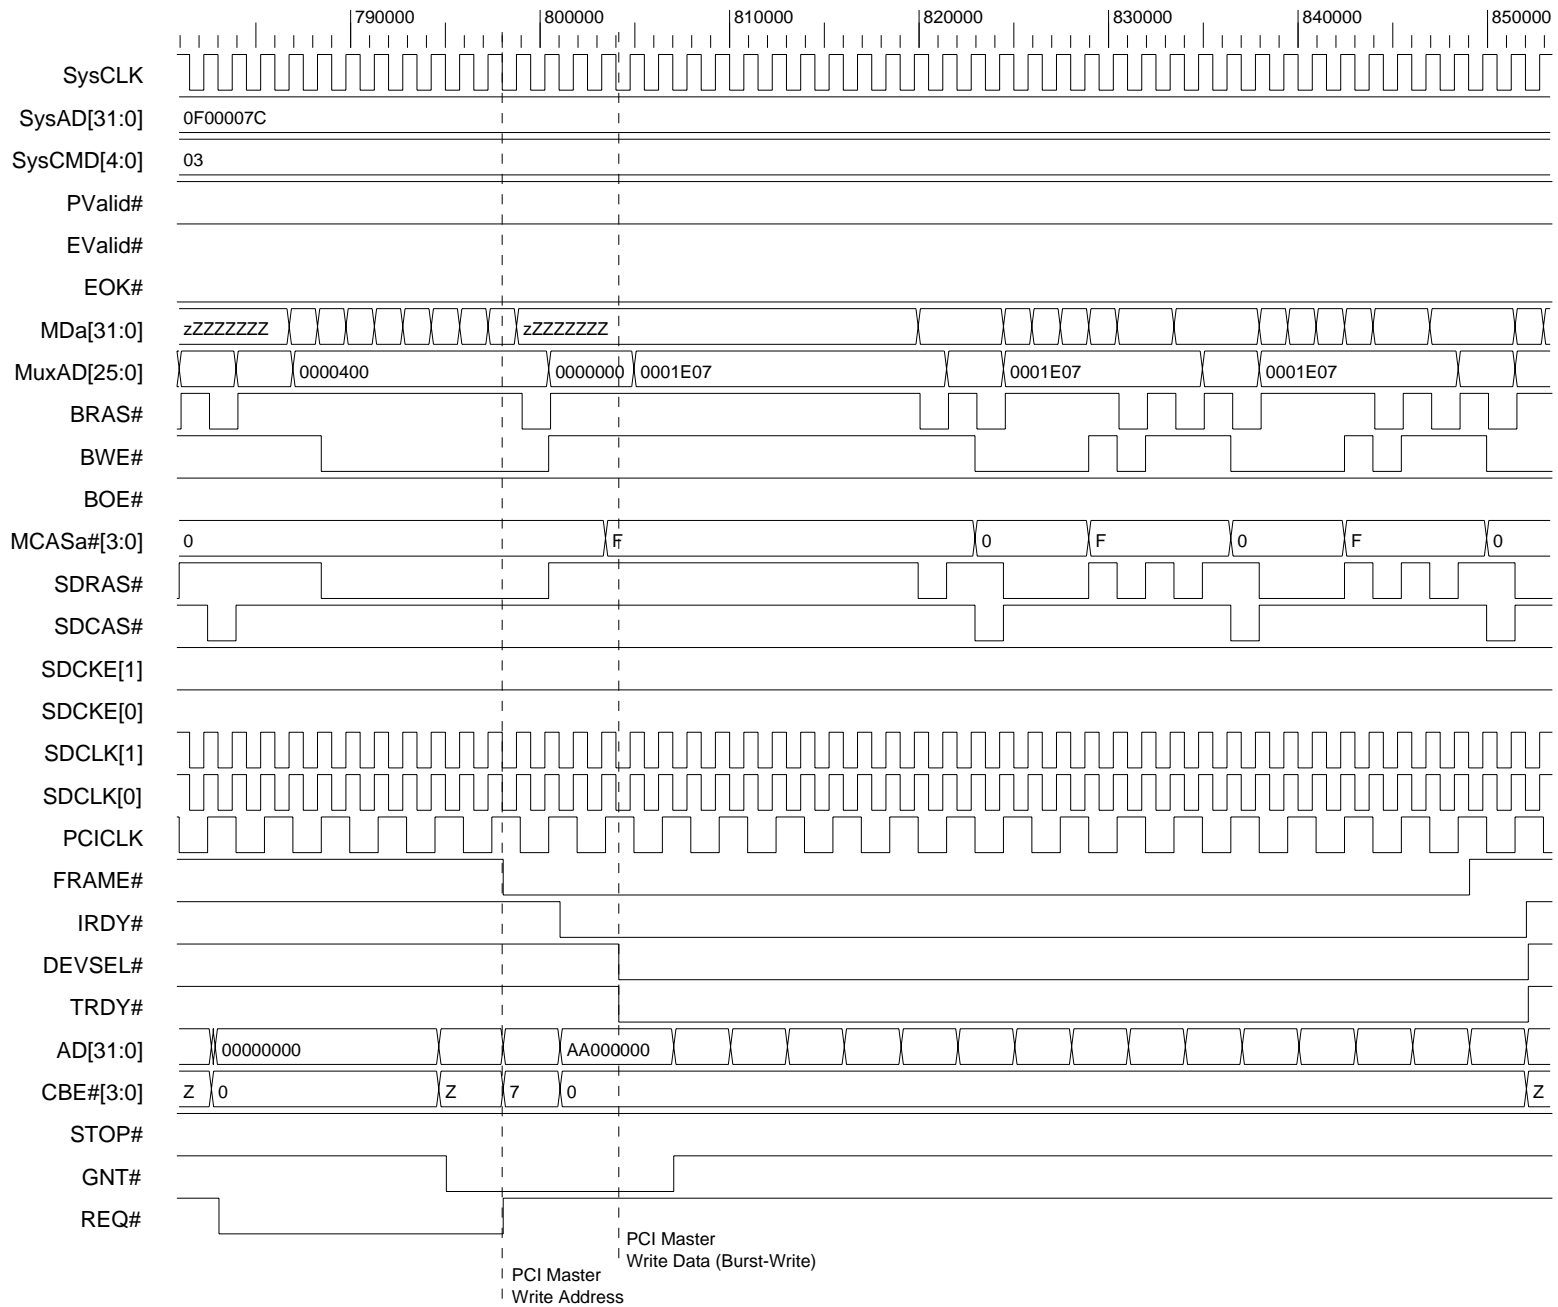 790000 800000 810000 820000 830000 840000 850000
SysCLK
SysAD[31:0] 0F00007C
SysCMD[4:0] 03
PValid#
EValid#
EOK#
MDa[31:0] zZZZZZZZ zZZZZZZZ
MuxAD[25:0] 0000400 0000000 0001E07 0001E07 0001E07
BRAS#
BWE#
BOE#
MCASa#[3:0] 0 F 0 F 0 F 0
SDRAS#
SDCAS#
SDCKE[1]
SDCKE[0]
SDCLK[1]
SDCLK[0]
PCICLK
FRAME#
IRDY#
DEVSEL#
TRDY#
AD[31:0] 00000000 AA000000
CBE#[3:0] Z 0 Z 7 0 Z
STOP#
GNT#
REQ#
PCI Master
Write Data (Burst-Write)
PCI Master
Write Address